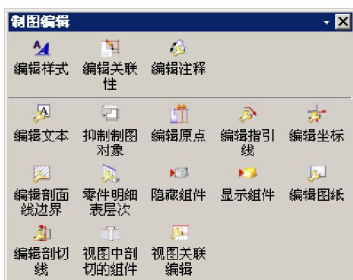 制图编辑
编辑样式 编辑关联 编辑注释
性
编辑文本 抑制制图 编辑原点 编辑指引 编辑坐标
对象 线
编辑剖面 零件明细 隐藏组件 显示组件 编辑图纸
线边界 表层次
编辑剖切 视图中剖 视图关联
线 切的组件 编辑